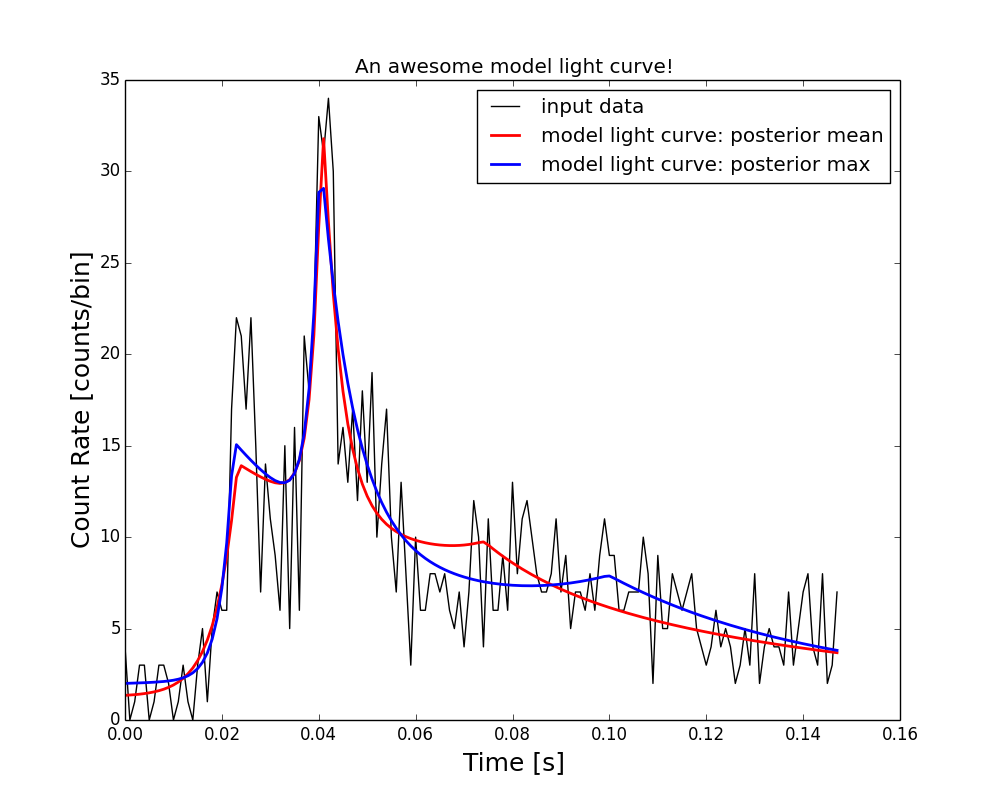 An awesome model light curve!
35
30
25
20
15
10
5
0
Count Rate [counts/bin]
input data
model light curve: posterior mean
model light curve: posterior max
0.00 0.02 0.04 0.06 0.08 0.10 0.12 0.14 0.16
Time [s]